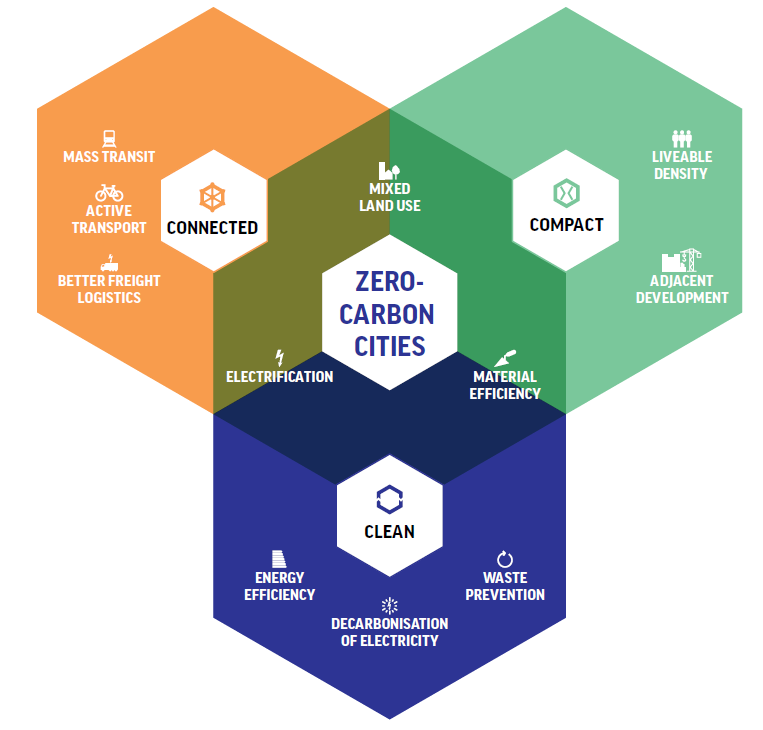 MASS TRANSIT
ACTIVE
TRANSPORT
BETTER FREIGHT
LOGISTICS
CONNECTED
MIXED
LAND USE
COMPACT
LIVEABLE
DENSITY
ADJACENT
DEVELOPMENT
ZERO-
CARBON
CITIES
ELECTRIFICATION
MATERIAL
EFFICIENCY
CLEAN
ENERGY
EFFICIENCY
DECARBONISATION
OF ELECTRICITY
WASTE
PREVENTION